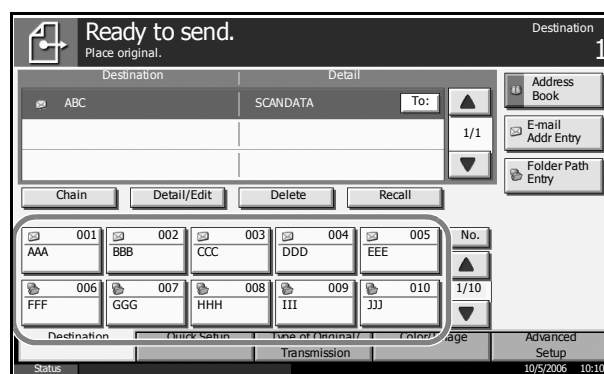 Ready to send.
Place original.
Destination
1
Destination
Detail
ABC
SCANDATA
To:
1/1
Address
Book
E-mail
Addr Entry
Folder Path
Entry
Chain
Detail/Edit
Delete
Recall
001
AAA
002
BBB
003
CCC
004
DDD
005
EEE
No.
006
FFF
007
GGG
008
HHH
009
III
010
JJJ
1/10
Destination
Quick Setup
Type of Original/
Transmission
Color/Image
Advanced
Setup
Status
10/5/2006 10:10